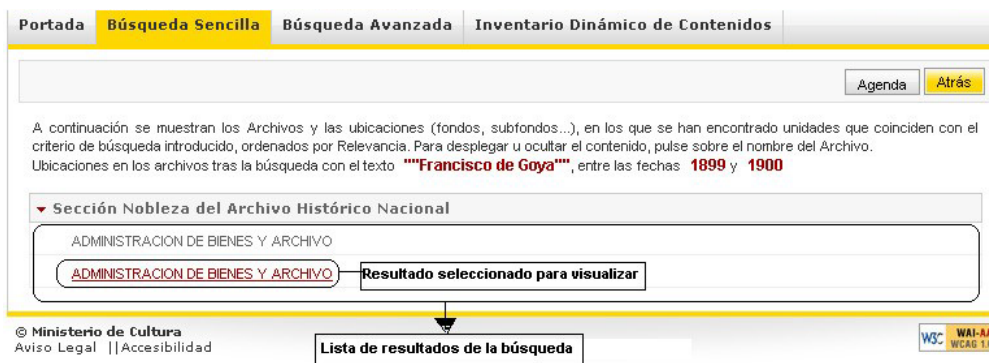 Portada Búsqueda Sencilla Búsqueda Avanzada Inventario Dinámico de Contenidos
Agenda Atrás
A continuación se muestran los Archivos y las ubicaciones (fondos, subfondos...), en los que se han encontrado unidades que coinciden con el
criterio de búsqueda introducido, ordenados por Relevancia. Para desplegar u ocultar el contenido, pulse sobre el nombre del Archivo.
Ubicaciones en los archivos tras la búsqueda con el texto ""Francisco de Goya"", entre las fechas 1899 y 1900
Sección Nobleza del Archivo Histórico Nacional
ADMINISTRACION DE BIENES Y ARCHIVO
ADMINISTRACION DE BIENES Y ARCHIVO Resultado seleccionado para visualizar
© Ministerio de Cultura
Aviso Legal ||Accesibilidad
Lista de resultados de la búsqueda
W3C WAI-A
WCAG 1.